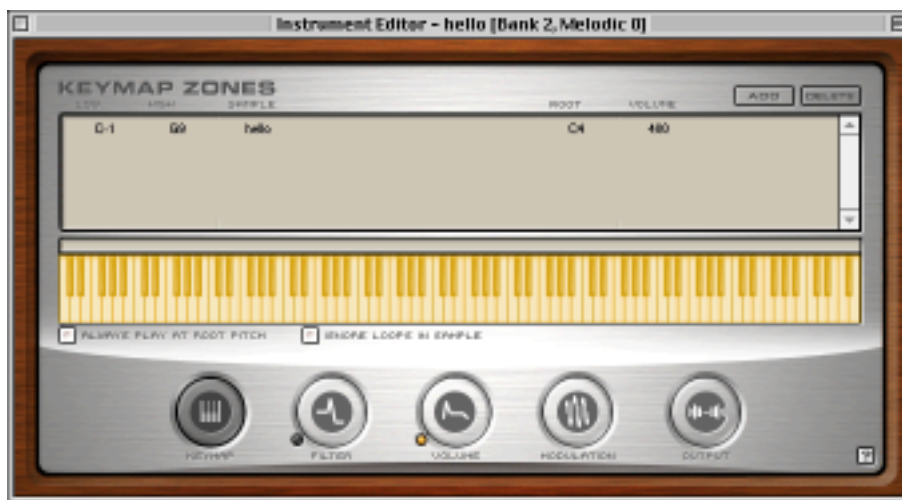 Instrument Editor – hello [Bank 2, Melodic 0]
KEYMAP ZONES
LOW HIGH SAMPLE ROOT VOLUME ADD DELETE
C-1 G9 hello C4 400
ALWAYS PLAY AT ROOT PITCH IGNORE LOOPS IN SAMPLE
KEYMAP FILTER VOLUME MODULATION OUTPUT
?